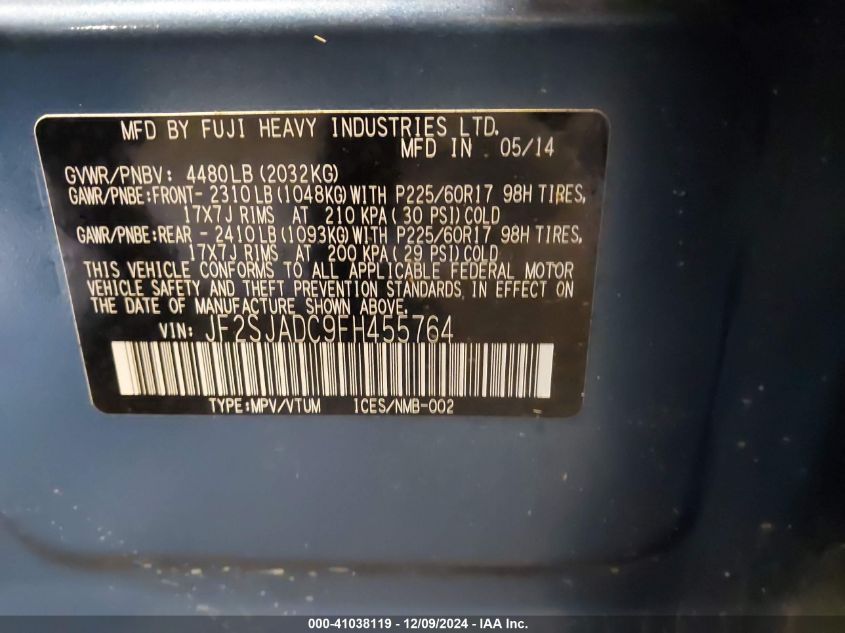 MFD BY FUJI HEAVY INDUSTRIES LTD.
MFD IN 05/14
GVWR/PNBV: 4480LB (2032KG)
GAWR/PNBE:FRONT- 2310LB (1048KG) WITH P225/60R17 98H TIRES,
17X7J RIMS AT 210 KPA( 30 PSI) COLD
GAWR/PNBE:REAR - 2410LB (1093KG) WITH P225/60R17 98H TIRES,
17X7J RIMS AT 200 KPA( 29 PSI) COLD
THIS VEHICLE CONFORMS TO ALL APPLICABLE FEDERAL MOTOR
VEHICLE SAFETY AND THEFT PREVENTION STANDARDS, IN EFFECT ON
THE DATE OF MANUFACTURE SHOWN ABOVE.
VIN: JF2SJADC9FH455764
TYPE:MPV/VTUM ICES/NMB-002
000-41038119 - 12/09/2024 - IAA Inc.